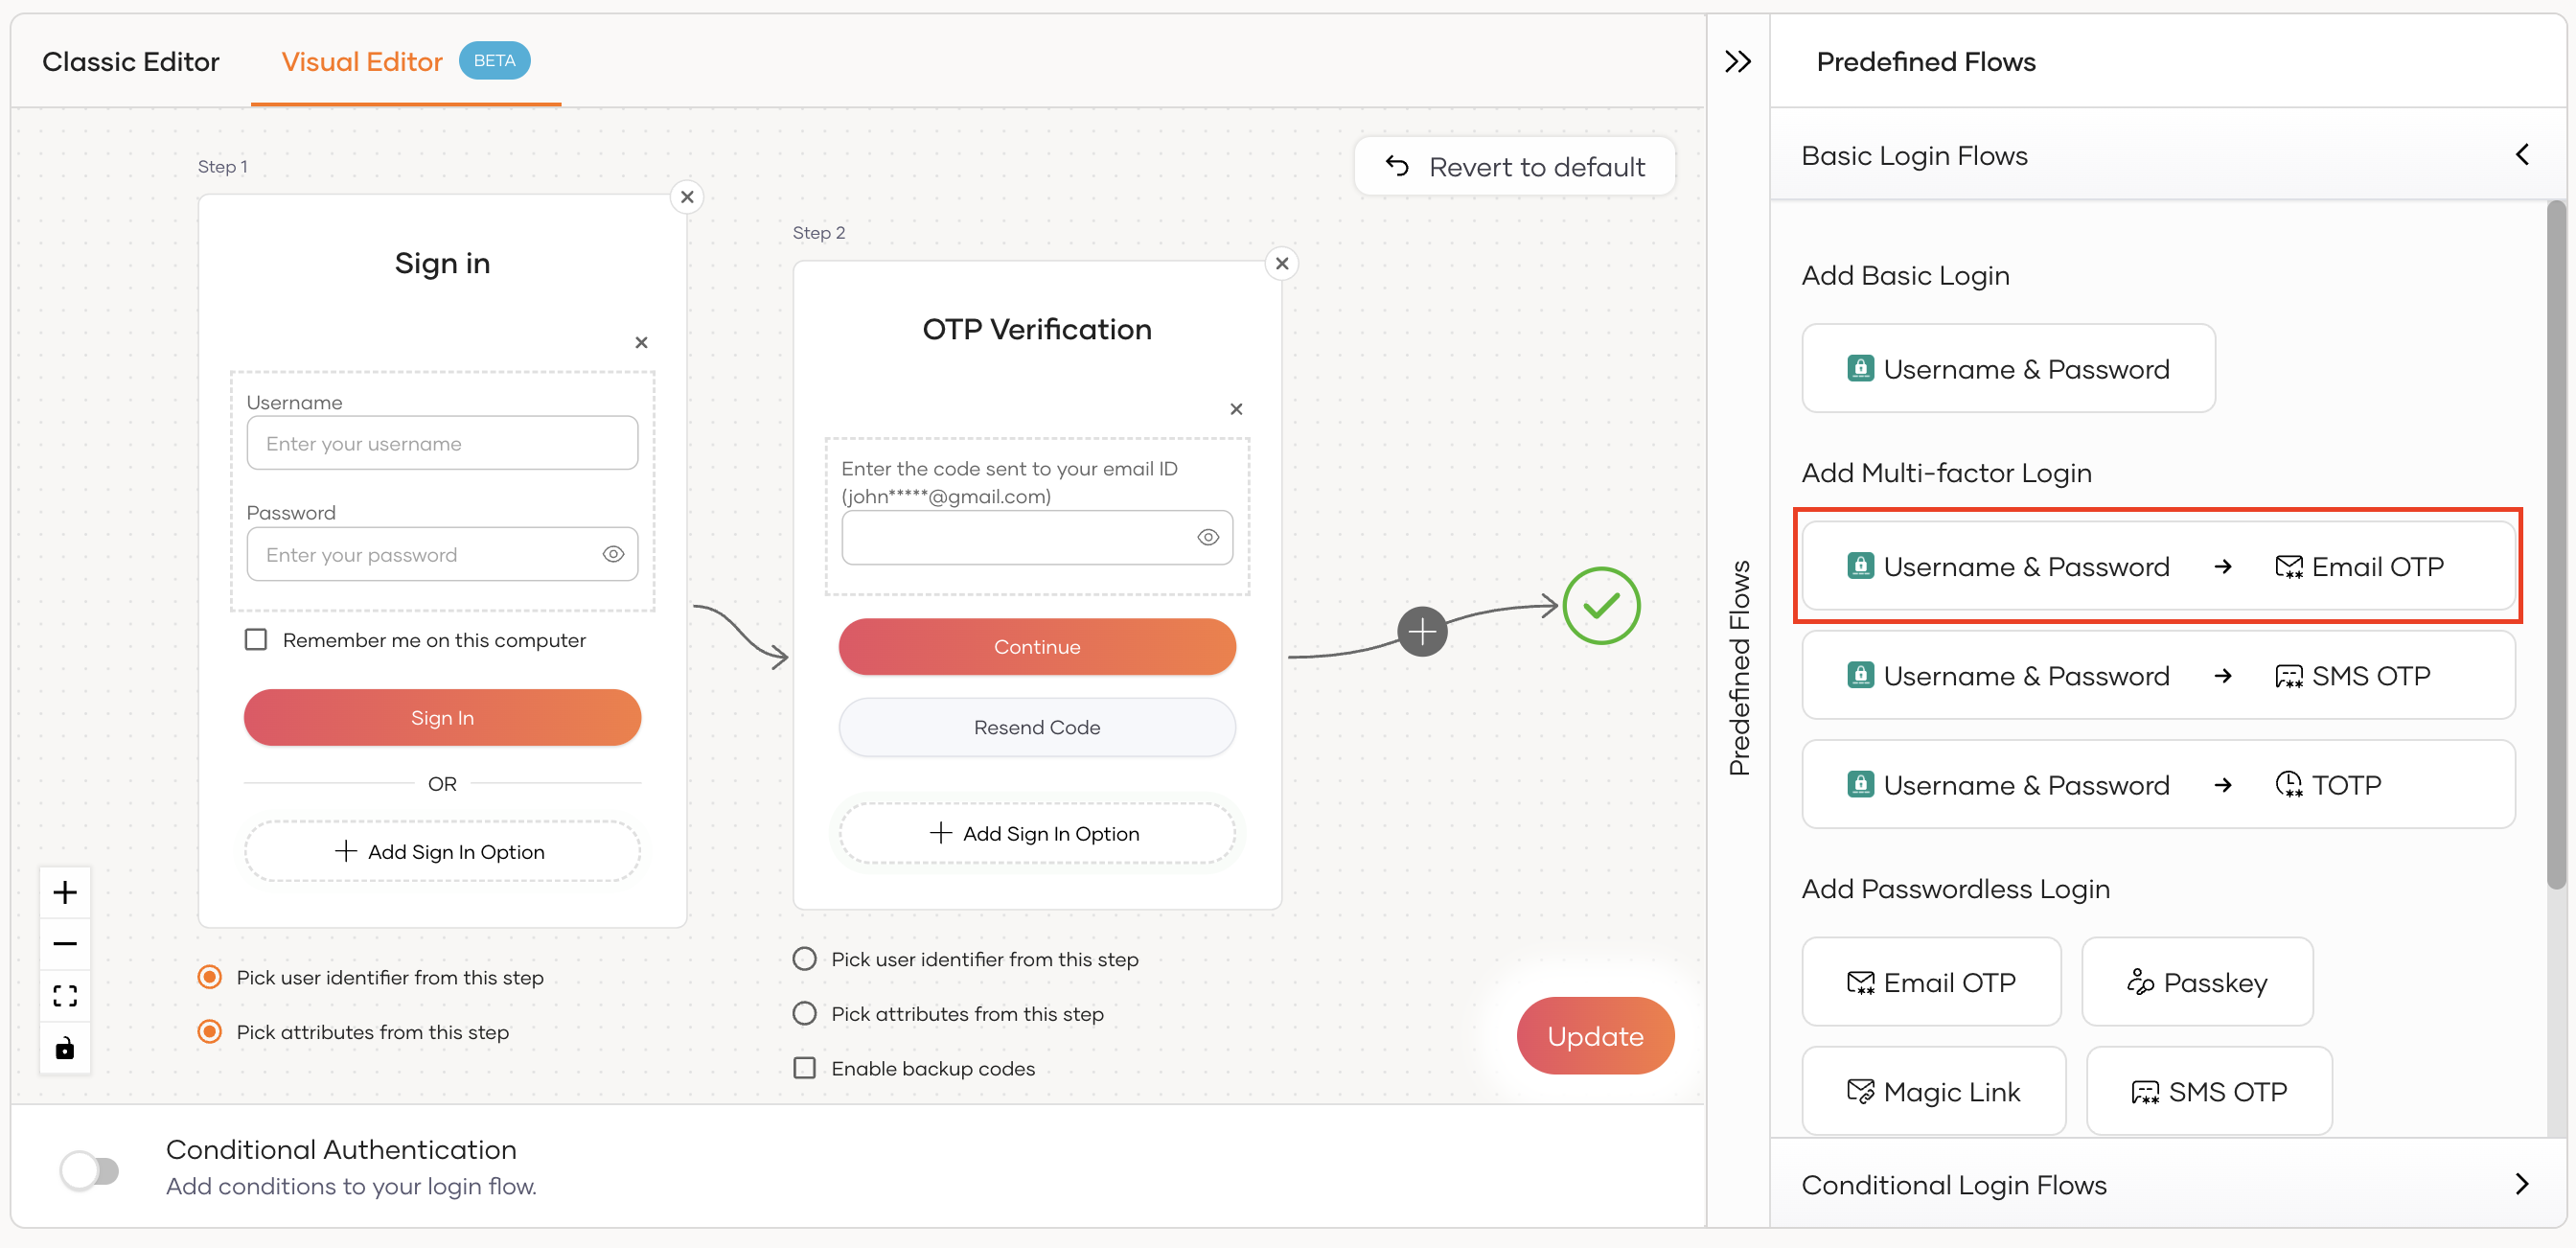 Classic Editor
Visual Editor
BETA
Revert to default
Step 1
Sign in
Username
Enter your username
Password
Enter your password
Remember me on this computer
Sign In
OR
Add Sign In Option
Pick user identifier from this step
Pick attributes from this step
Step 2
OTP Verification
Enter the code sent to your email ID
(john*****@gmail.com)
Continue
Resend Code
Add Sign In Option
Pick user identifier from this step
Pick attributes from this step
Enable backup codes
Update
Conditional Authentication
Add conditions to your login flow.
Predefined Flows
Predefined Flows
Basic Login Flows
Add Basic Login
Username & Password
Add Multi-factor Login
Username & Password → Email OTP
Username & Password → SMS OTP
Username & Password → TOTP
Add Passwordless Login
Email OTP
Passkey
Magic Link
SMS OTP
Conditional Login Flows